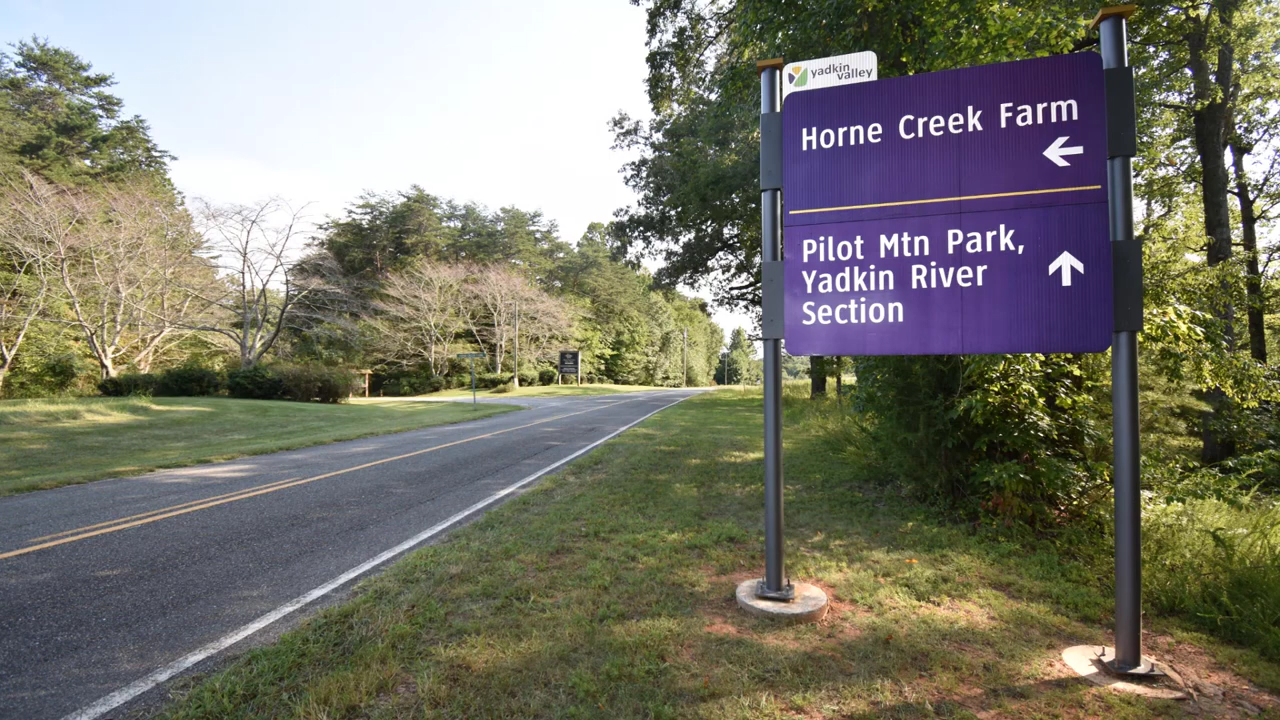 yadkin
valley
Horne Creek Farm
Pilot Mtn Park,
Yadkin River
Section